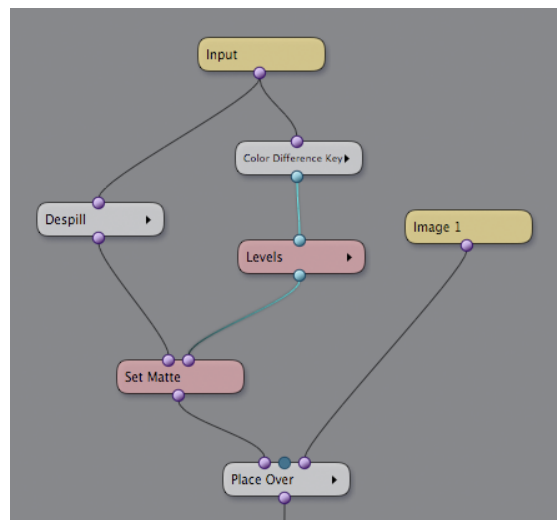 Input
Color Difference Key
Despill
Image 1
Levels
Set Matte
Place Over